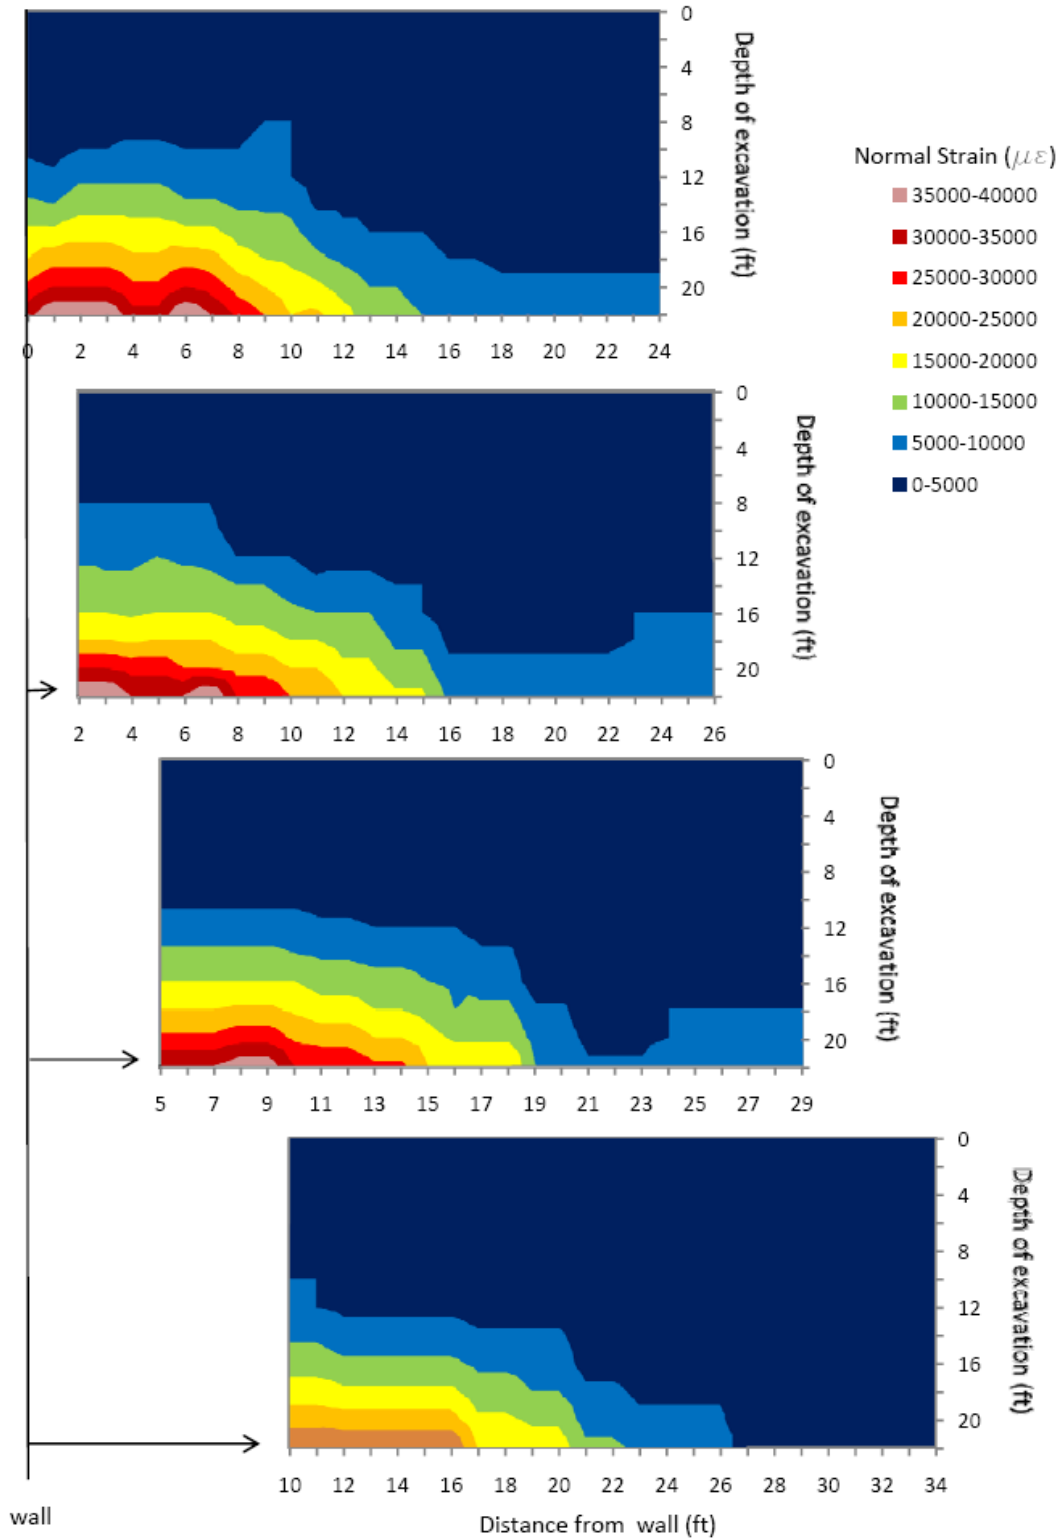 0
4
8
12
16
20
Depth of excavation (ft)
0 2 4 6 8 10 12 14 16 18 20 22 24
Normal Strain (με)
35000-40000
30000-35000
25000-30000
20000-25000
15000-20000
10000-15000
5000-10000
0-5000
0
4
8
12
16
20
Depth of excavation (ft)
2 4 6 8 10 12 14 16 18 20 22 24 26
0
4
8
12
16
20
Depth of excavation (ft)
5 7 9 11 13 15 17 19 21 23 25 27 29
0
4
8
12
16
20
Depth of excavation (ft)
10 12 14 16 18 20 22 24 26 28 30 32 34
wall
Distance from wall (ft)